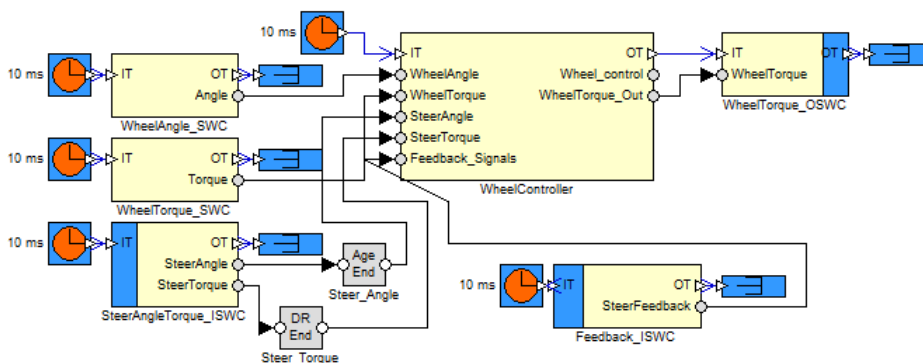 10 ms
IT
OT
WheelAngle
Wheel_control
WheelTorque
WheelTorque_Out
SteerAngle
SteerTorque
Feedback_Signals
WheelController
IT
OT
WheelTorque
WheelTorque_OSWC
10 ms
IT
OT
Angle
WheelAngle_SWC
10 ms
IT
OT
Torque
WheelTorque_SWC
10 ms
IT
OT
SteerAngle
SteerTorque
SteerAngleTorque_ISWC
Age
End
Steer_Angle
DR
End
Steer_Torque
10 ms
IT
OT
SteerFeedback
Feedback_ISWC